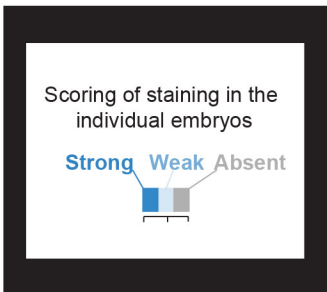 Scoring of staining in the
individual embryos
Strong Weak Absent